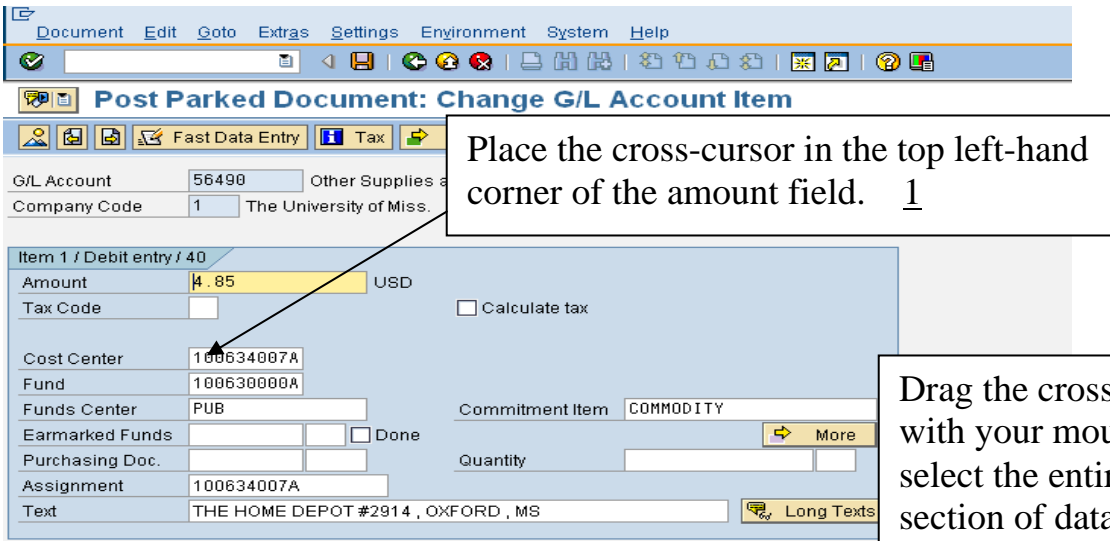 Document Edit Goto Extras Settings Environment System Help
Post Parked Document: Change G/L Account Item
Fast Data Entry Tax
Place the cross-cursor in the top left-hand
corner of the amount field. 1
G/L Account 56490 Other Supplies a
Company Code 1 The University of Miss.
Item 1 / Debit entry / 40
Amount 4.85 USD
Tax Code Calculate tax
Cost Center 100634007A
Fund 100630000A
Funds Center PUB Commitment Item COMMODITY
Earmarked Funds Done More
Purchasing Doc. Quantity
Assignment 100634007A
Text THE HOME DEPOT #2914 , OXFORD , MS Long Texts
Drag the cross
with your mou
select the entir
section of data